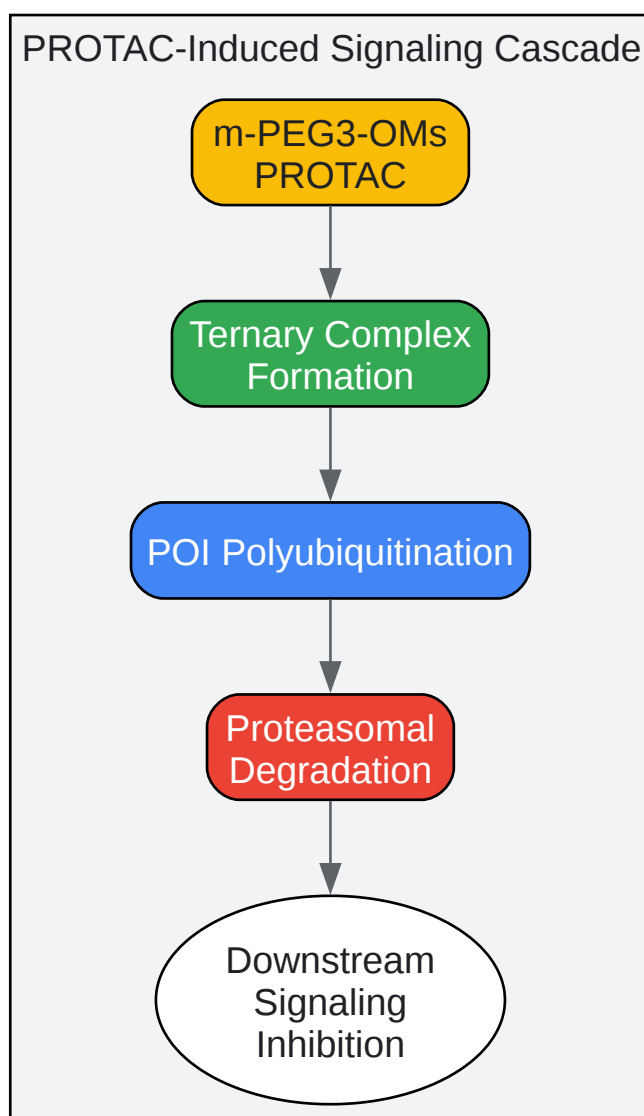 PROTAC-Induced Signaling Cascade
m-PEG3-OMs
PROTAC
Ternary Complex
Formation
POI Polyubiquitination
Proteasomal
Degradation
Downstream
Signaling
Inhibition